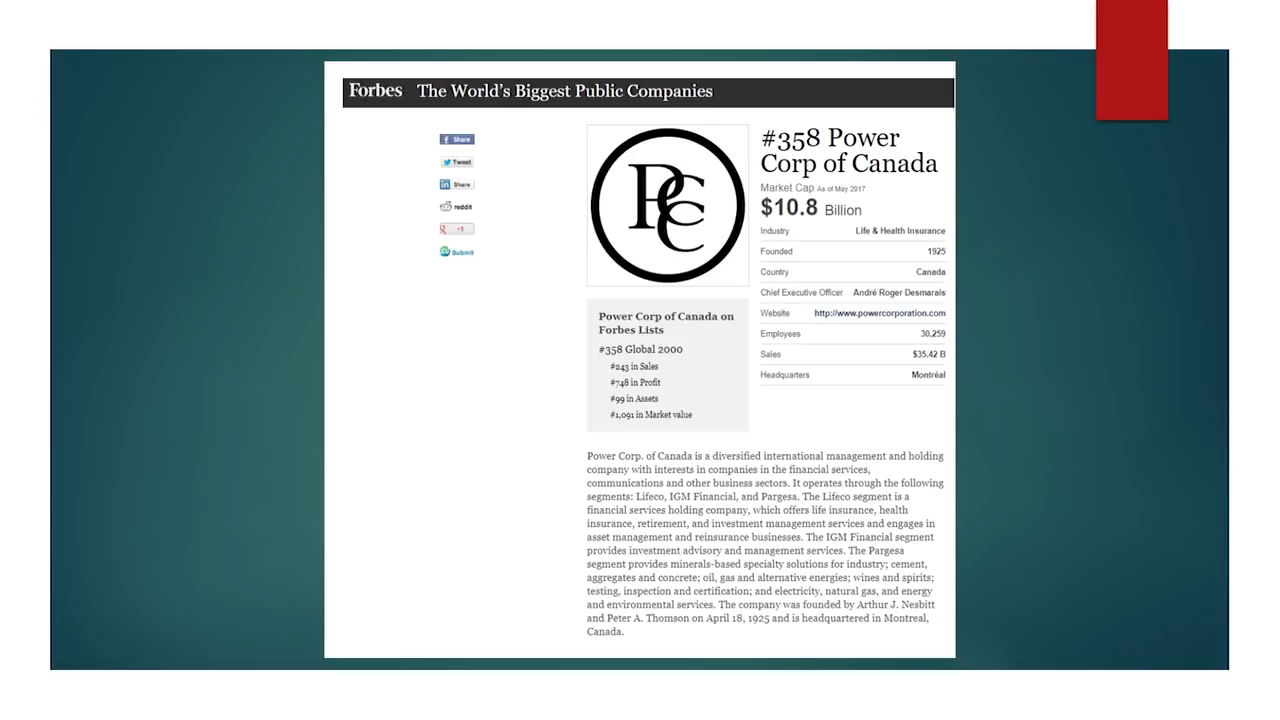 Forbes The World's Biggest Public Companies
Share
Tweet
Share
reddit
+1
Submit
PCC
#358 Power
Corp of Canada
Market Cap As of May 2017
$10.8 Billion
Industry Life & Health Insurance
Founded 1925
Country Canada
Chief Executive Officer André Roger Desmarais
Website http://www.powercorporation.com
Employees 30,259
Sales $35.42 B
Headquarters Montréal
Power Corp of Canada on
Forbes Lists
#358 Global 2000
#243 in Sales
#748 in Profit
#99 in Assets
#1,091 in Market value
Power Corp. of Canada is a diversified international management and holding
company with interests in companies in the financial services,
communications and other business sectors. It operates through the following
segments: Lifeco, IGM Financial, and Pargesa. The Lifeco segment is a
financial services holding company, which offers life insurance, health
insurance, retirement, and investment management services and engages in
asset management and reinsurance businesses. The IGM Financial segment
provides investment advisory and management services. The Pargesa
segment provides minerals-based specialty solutions for industry; cement,
aggregates and concrete; oil, gas and alternative energies; wines and spirits;
testing, inspection and certification; and electricity, natural gas, and energy
and environmental services. The company was founded by Arthur J. Nesbitt
and Peter A. Thomson on April 18, 1925 and is headquartered in Montreal,
Canada.